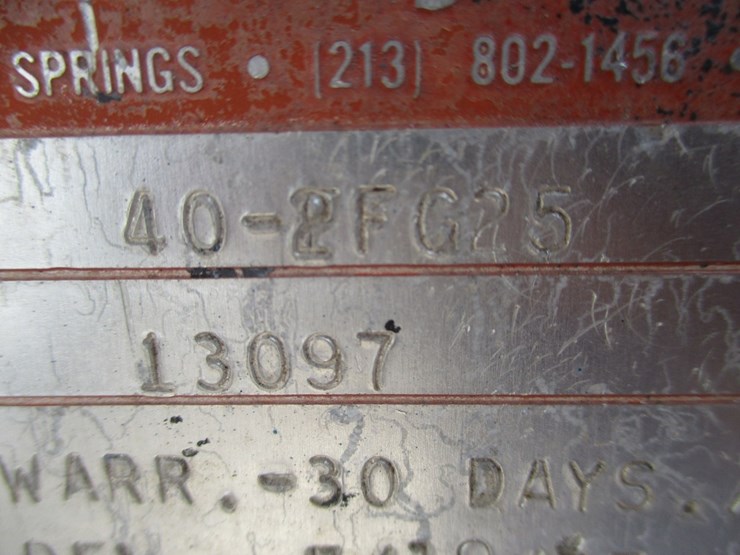 SPRINGS • (213) 802-1456
40-2FG25
13097
WARR.-30 DAYS.